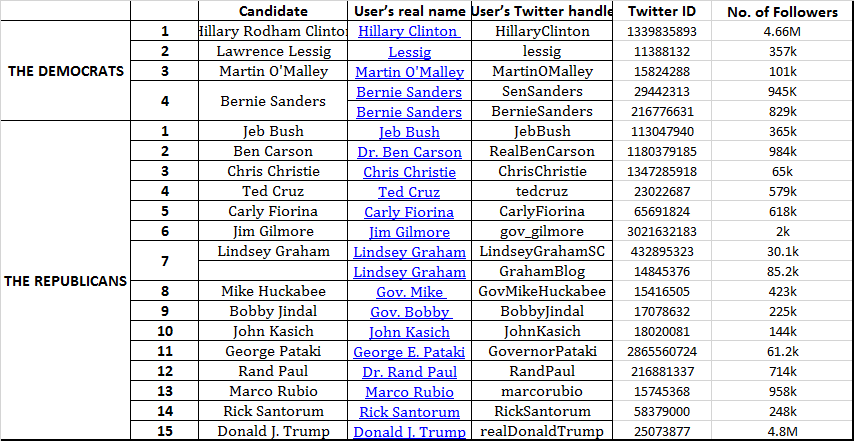 Candidate User's real name User's Twitter handle Twitter ID No. of Followers
THE DEMOCRATS
1 Hillary Rodham Clinton Hillary Clinton HillaryClinton 1339835893 4.66M
2 Lawrence Lessig Lessig lessig 11388132 357k
3 Martin O'Malley Martin O'Malley MartinOMalley 15824288 101k
4 Bernie Sanders Bernie Sanders SenSanders 29442313 945K
Bernie Sanders BernieSanders 216776631 829k
THE REPUBLICANS
1 Jeb Bush Jeb Bush JebBush 113047940 365k
2 Ben Carson Dr. Ben Carson RealBenCarson 1180379185 984k
3 Chris Christie Chris Christie ChrisChristie 1347285918 65k
4 Ted Cruz Ted Cruz tedcruz 23022687 579k
5 Carly Fiorina Carly Fiorina CarlyFiorina 65691824 618k
6 Jim Gilmore Jim Gilmore gov_gilmore 3021632183 2k
7 Lindsey Graham Lindsey Graham LindseyGrahamSC 432895323 30.1k
Lindsey Graham GrahamBlog 14845376 85.2k
8 Mike Huckabee Gov. Mike GovMikeHuckabee 15416505 423k
9 Bobby Jindal Gov. Bobby BobbyJindal 17078632 225k
10 John Kasich John Kasich JohnKasich 18020081 144k
11 George Pataki George E. Pataki GovernorPataki 2865560724 61.2k
12 Rand Paul Dr. Rand Paul RandPaul 216881337 714k
13 Marco Rubio Marco Rubio marcorubio 15745368 958k
14 Rick Santorum Rick Santorum RickSantorum 58379000 248k
15 Donald J. Trump Donald J. Trump realDonaldTrump 25073877 4.8M